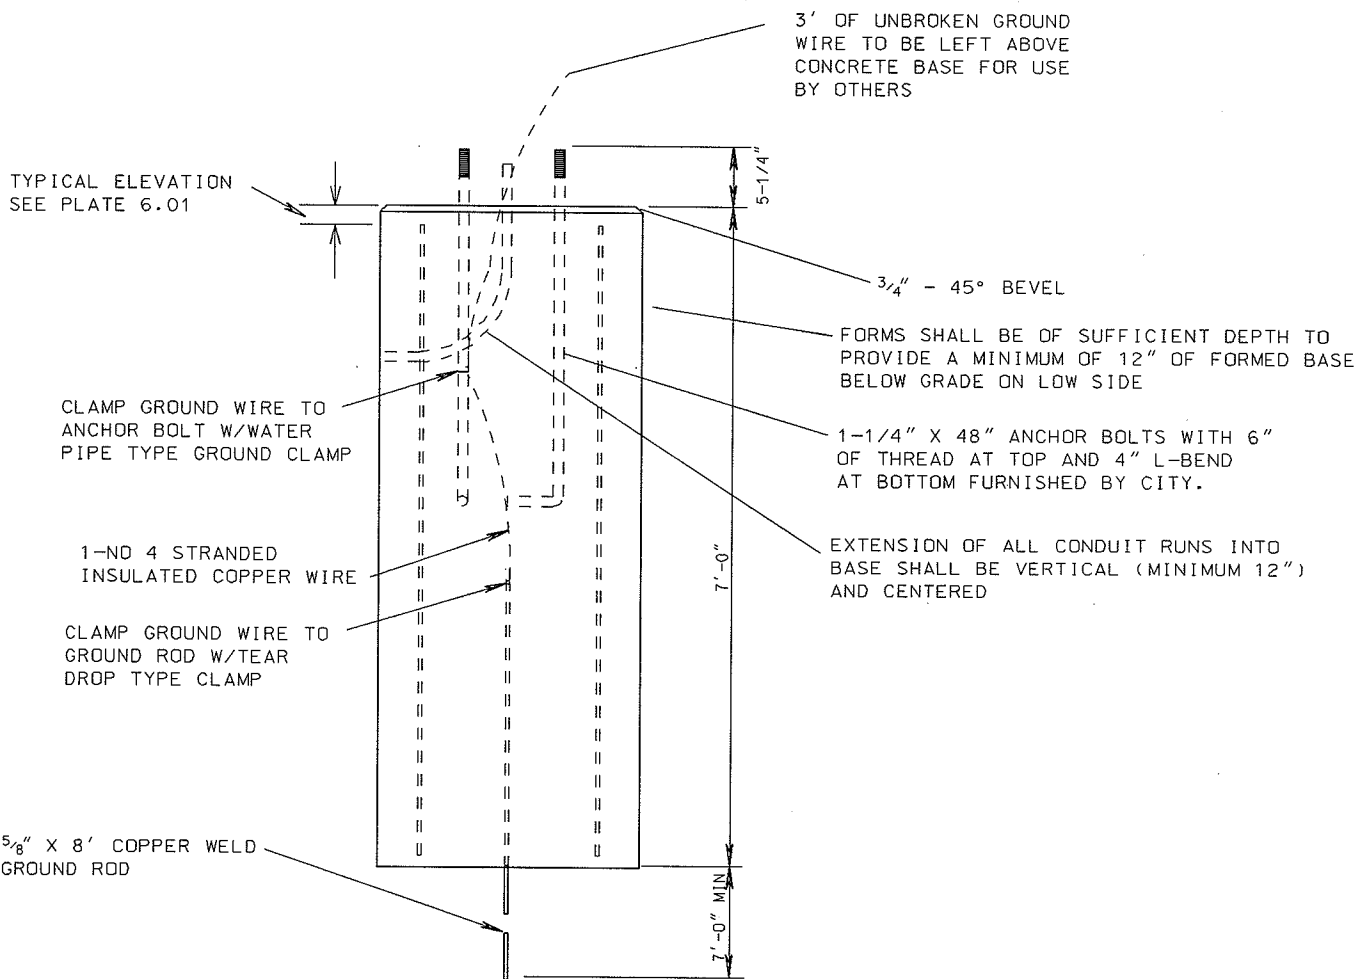 3' OF UNBROKEN GROUND
WIRE TO BE LEFT ABOVE
CONCRETE BASE FOR USE
BY OTHERS
5-1/4"
TYPICAL ELEVATION
SEE PLATE 6.01
3/4" - 45° BEVEL
FORMS SHALL BE OF SUFFICIENT DEPTH TO
PROVIDE A MINIMUM OF 12" OF FORMED BASE
BELOW GRADE ON LOW SIDE
CLAMP GROUND WIRE TO
ANCHOR BOLT W/WATER
PIPE TYPE GROUND CLAMP
1-1/4" X 48" ANCHOR BOLTS WITH 6"
OF THREAD AT TOP AND 4" L-BEND
AT BOTTOM FURNISHED BY CITY.
1-NO 4 STRANDED
INSULATED COPPER WIRE
EXTENSION OF ALL CONDUIT RUNS INTO
BASE SHALL BE VERTICAL (MINIMUM 12")
AND CENTERED
7'-0"
CLAMP GROUND WIRE TO
GROUND ROD W/TEAR
DROP TYPE CLAMP
5/8" X 8' COPPER WELD
GROUND ROD
7'-0" MIN